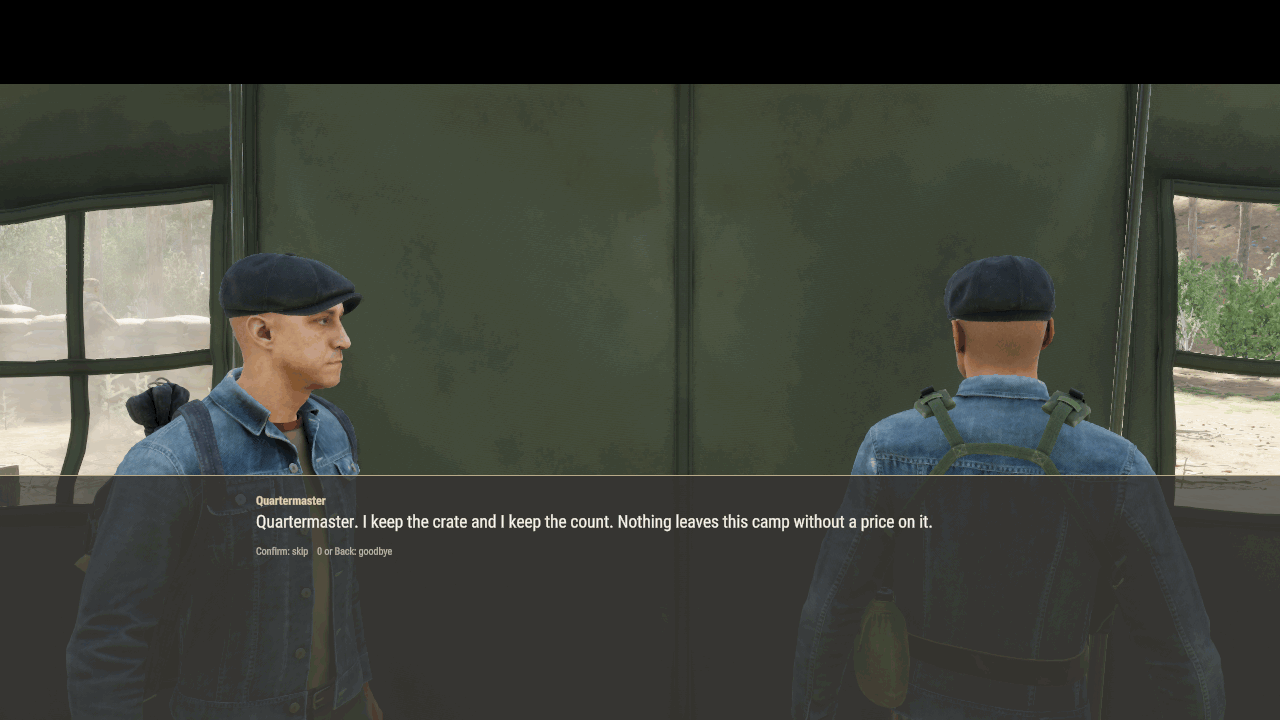 Quartermaster
Quartermaster. I keep the crate and I keep the count. Nothing leaves this camp without a price on it.
Confirm: skip 0 or Back: goodbye